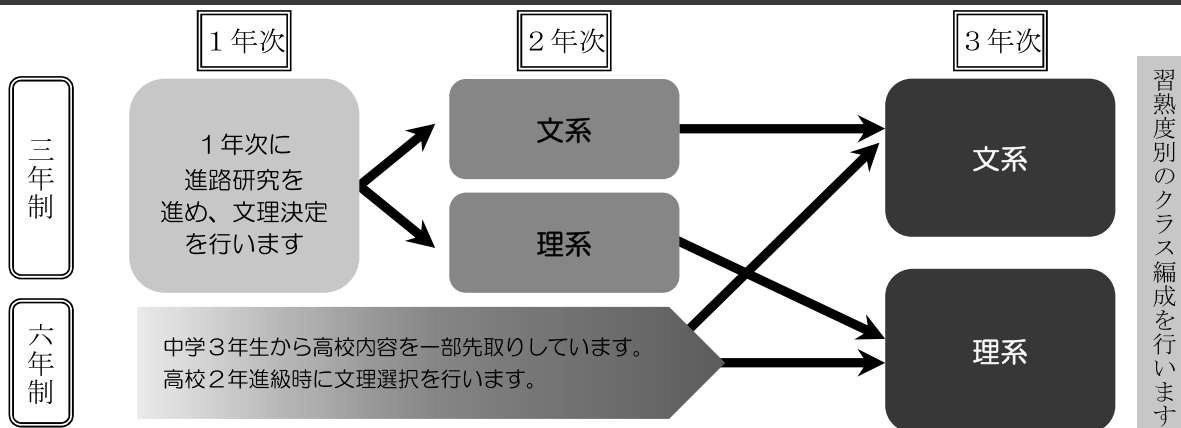 1年次
2年次
3年次
三年制
1年次に
進路研究を
進め、文理決定
を行います
文系
理系
文系
理系
六年制
中学3年生から高校内容を一部先取りしています。
高校2年進級時に文理選択を行います。
習熟度別のクラス編成を行います